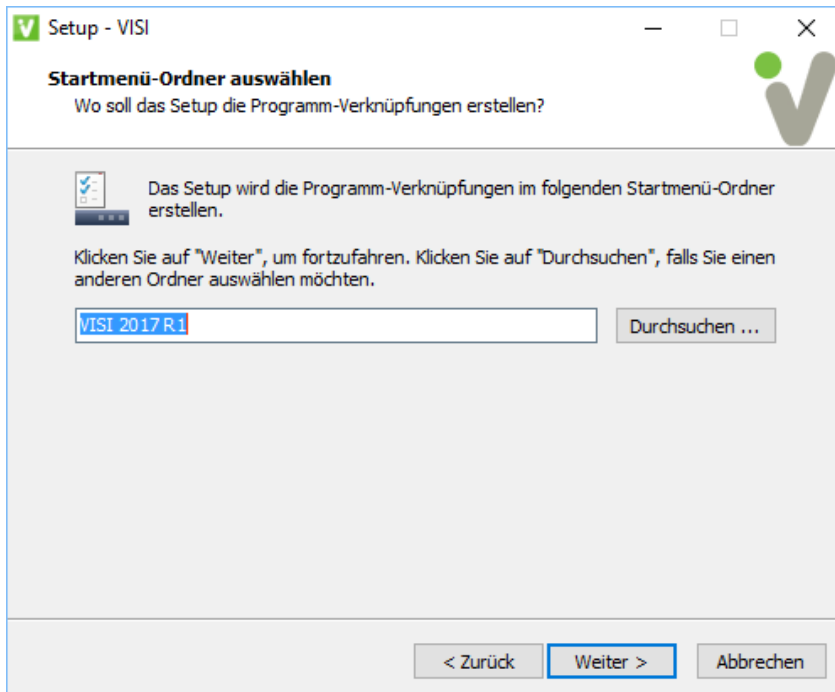 Setup - VISI
Startmenü-Ordner auswählen
Wo soll das Setup die Programm-Verknüpfungen erstellen?
Das Setup wird die Programm-Verknüpfungen im folgenden Startmenü-Ordner
erstellen.
Klicken Sie auf "Weiter", um fortzufahren. Klicken Sie auf "Durchsuchen", falls Sie einen
anderen Ordner auswählen möchten.
VISI 2017 R1
Durchsuchen ...
< Zurück
Weiter >
Abbrechen